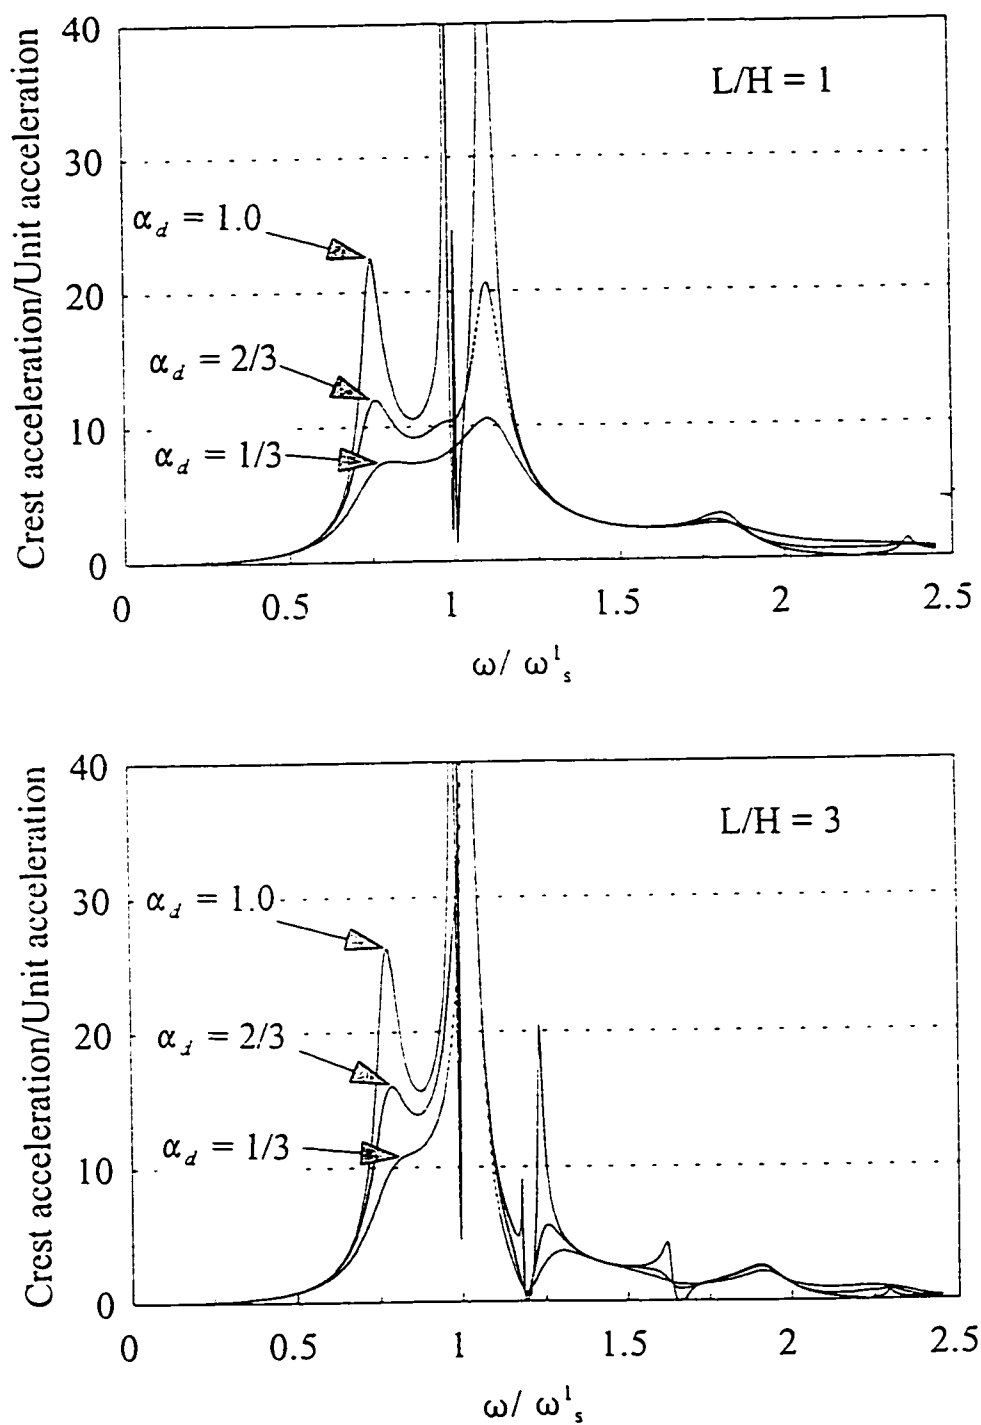 Crest acceleration/Unit acceleration
40
30
20
10
0
L/H = 1
α_d = 1.0
α_d = 2/3
α_d = 1/3
0 0.5 1 1.5 2 2.5
ω/ ω^1_s
Crest acceleration/Unit acceleration
40
30
20
10
0
L/H = 3
α_d = 1.0
α_d = 2/3
α_d = 1/3
0 0.5 1 1.5 2 2.5
ω/ ω^1_s